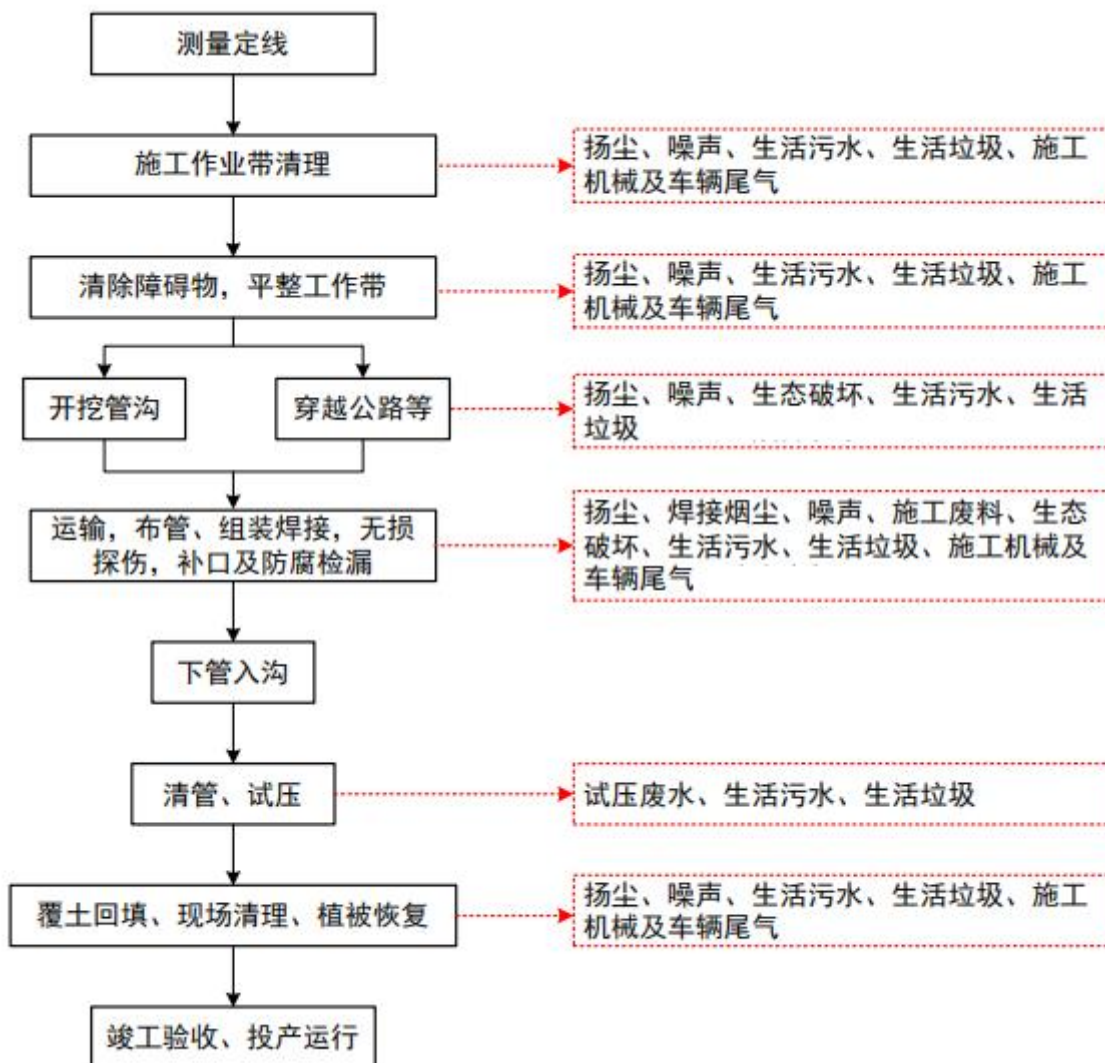 测量定线
施工作业带清理
扬尘、噪声、生活污水、生活垃圾、施工
机械及车辆尾气
清除障碍物，平整工作带
扬尘、噪声、生活污水、生活垃圾、施工
机械及车辆尾气
开挖管沟
穿越公路等
扬尘、噪声、生态破坏、生活污水、生活
垃圾
运输，布管、组装焊接，无损
探伤，补口及防腐检漏
扬尘、焊接烟尘、噪声、施工废料、生态
破坏、生活污水、生活垃圾、施工机械及
车辆尾气
下管入沟
清管、试压
试压废水、生活污水、生活垃圾
覆土回填、现场清理、植被恢复
扬尘、噪声、生活污水、生活垃圾、施工
机械及车辆尾气
竣工验收、投产运行